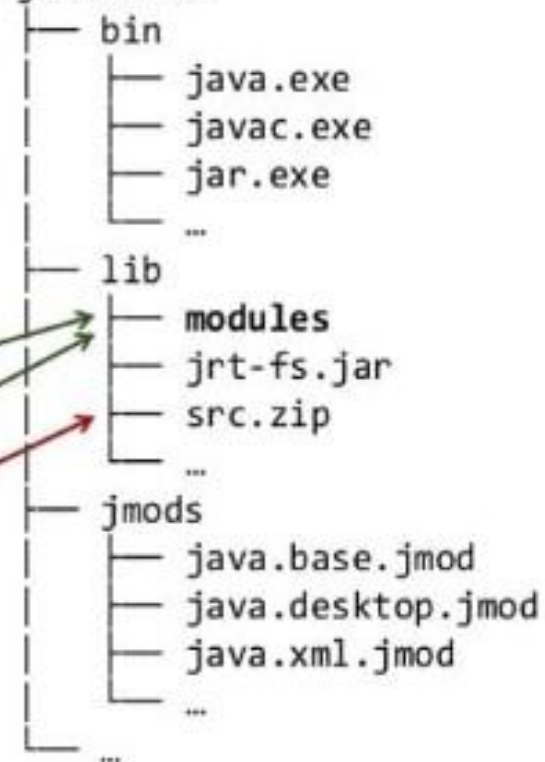 bin
java.exe
javac.exe
jar.exe
…
lib
modules
jrt-fs.jar
src.zip
…
jmods
java.base.jmod
java.desktop.jmod
java.xml.jmod
…
…